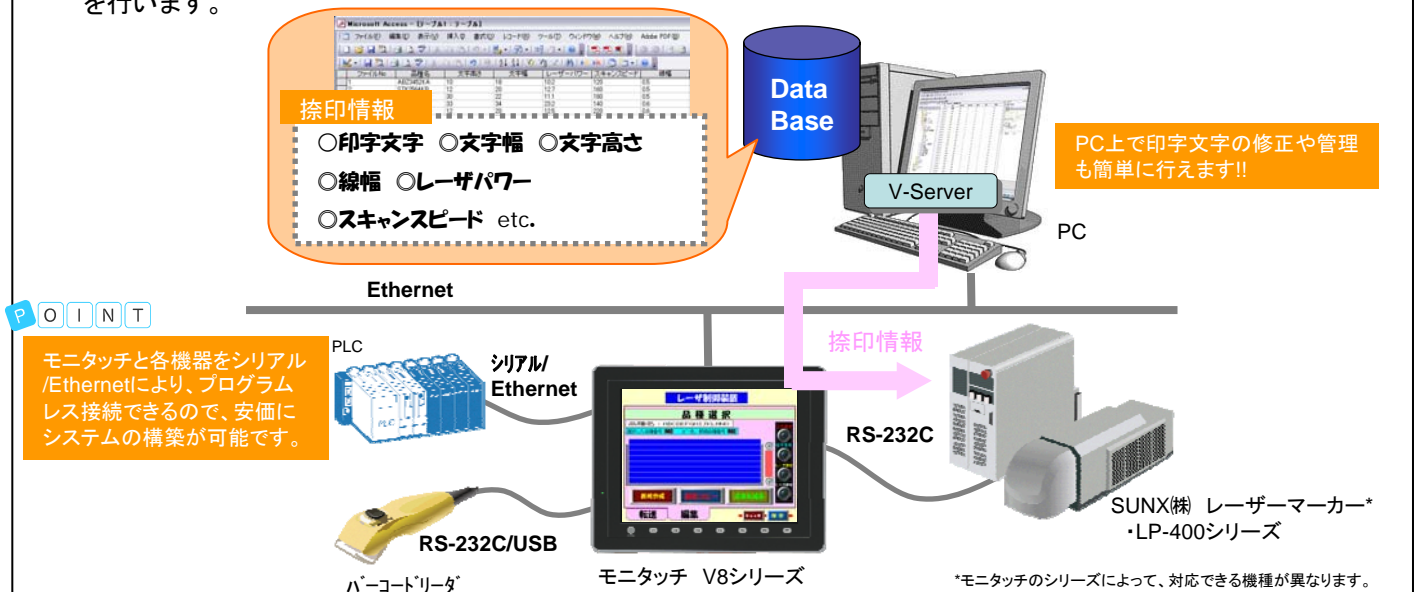 を行います。
Microsoft Access - [テーブル1 : テーブル]
捺印情報
○印字文字 ○文字幅 ○文字高さ
○線幅 ○レーザパワー
○スキャンスピード etc.
Data
Base
V-Server
PC上で印字文字の修正や管理
も簡単に行えます!!
PC
Ethernet
POINT
モニタッチと各機器をシリアル
/Ethernetにより、プログラム
レス接続できるので、安価に
システムの構築が可能です。
PLC
PLC
ｼﾘｱﾙ/
Ethernet
捺印情報
レーザ制御装置
品種選択
転送 編集
RS-232C
RS-232C/USB
ﾊﾞｰｺｰﾄﾞﾘｰﾀﾞ
モニタッチ V8シリーズ
SUNX㈱ レーザーマーカー*
・LP-400シリーズ
*モニタッチのシリーズによって、対応できる機種が異なります。